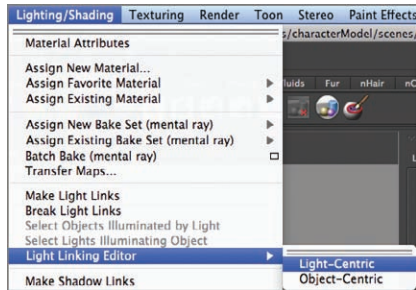 Lighting/Shading Texturing Render Toon Stereo Paint Effects
s/characterModel/scenes/
Material Attributes
Assign New Material...
Assign Favorite Material
Assign Existing Material
luids Fur nHair nC
Assign New Bake Set (mental ray)
Assign Existing Bake Set (mental ray)
Batch Bake (mental ray)
Transfer Maps...
Make Light Links
Break Light Links
Select Objects Illuminated by Light
Select Lights Illuminating Object
Light Linking Editor
Light-Centric
Object-Centric
Make Shadow Links